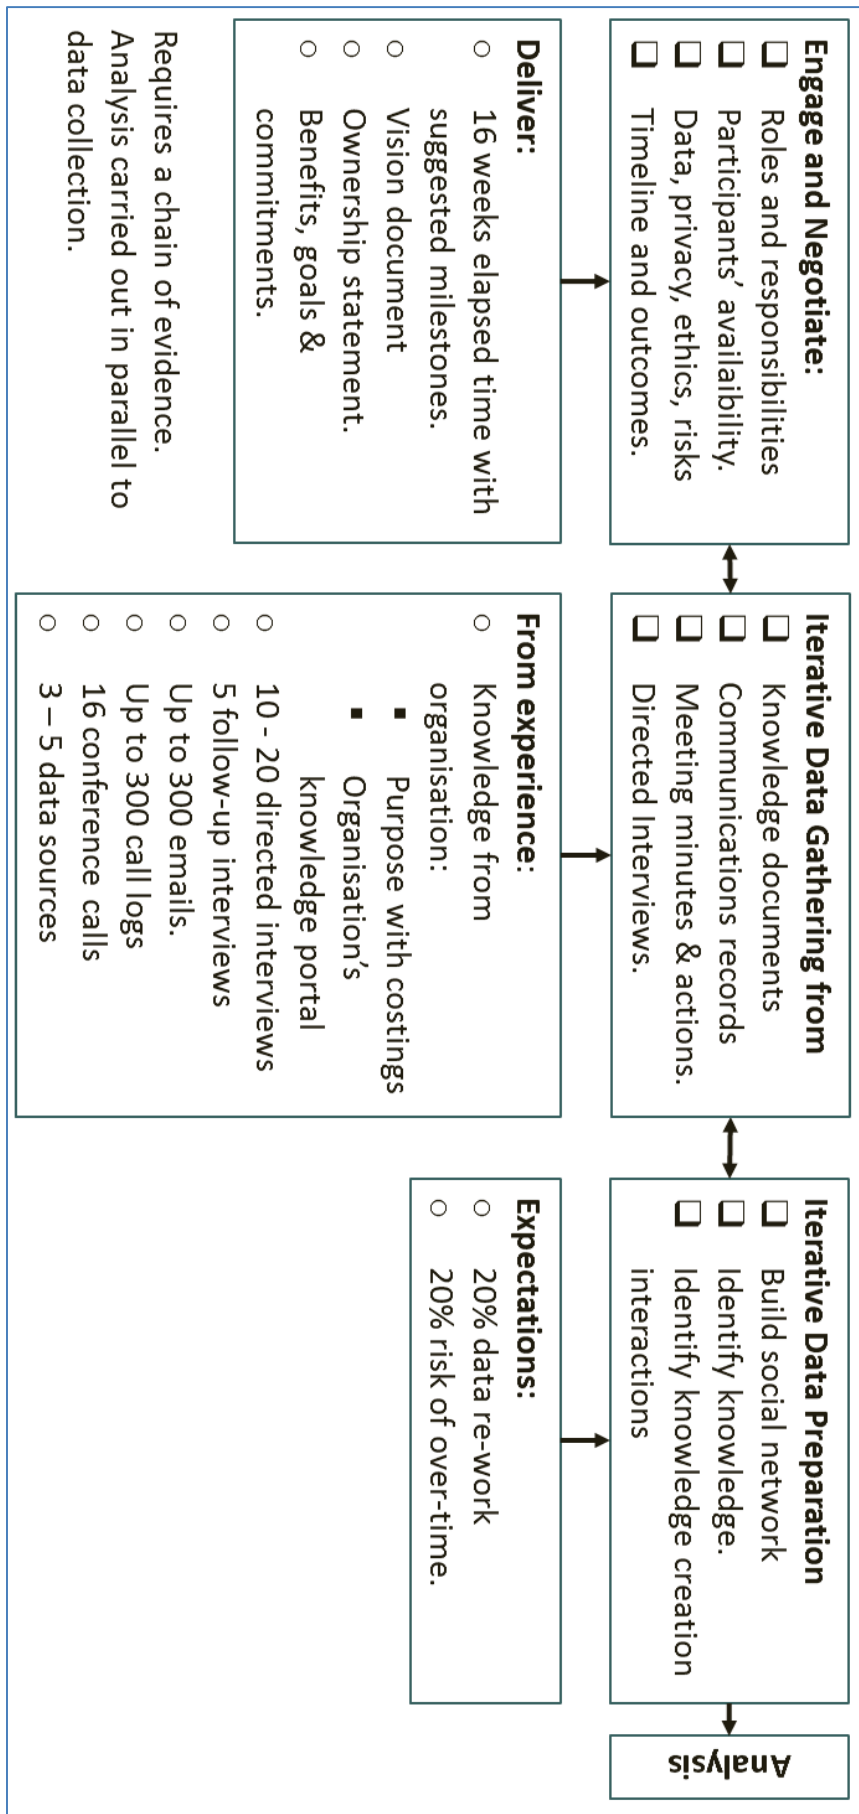 Engage and Negotiate:
❑ Roles and responsibilities
❑ Participants’ availaibility.
❑ Data, privacy, ethics, risks
❑ Timeline and outcomes.
Iterative Data Gathering from
❑ Knowledge documents
❑ Communications records
❑ Meeting minutes & actions.
❑ Directed Interviews.
Iterative Data Preparation
❑ Build social network
❑ Identify knowledge.
❑ Identify knowledge creation
interactions
Analysis
Deliver:
○ 16 weeks elapsed time with
suggested milestones.
○ Vision document
○ Ownership statement.
○ Benefits, goals &
commitments.
From experience:
○ Knowledge from
organisation:
▪ Purpose with costings
▪ Organisation’s
knowledge portal
○ 10 - 20 directed interviews
○ 5 follow-up interviews
○ Up to 300 emails.
○ Up to 300 call logs
○ 16 conference calls
○ 3 – 5 data sources
Expectations:
○ 20% data re-work
○ 20% risk of over-time.
Requires a chain of evidence.
Analysis carried out in parallel to
data collection.